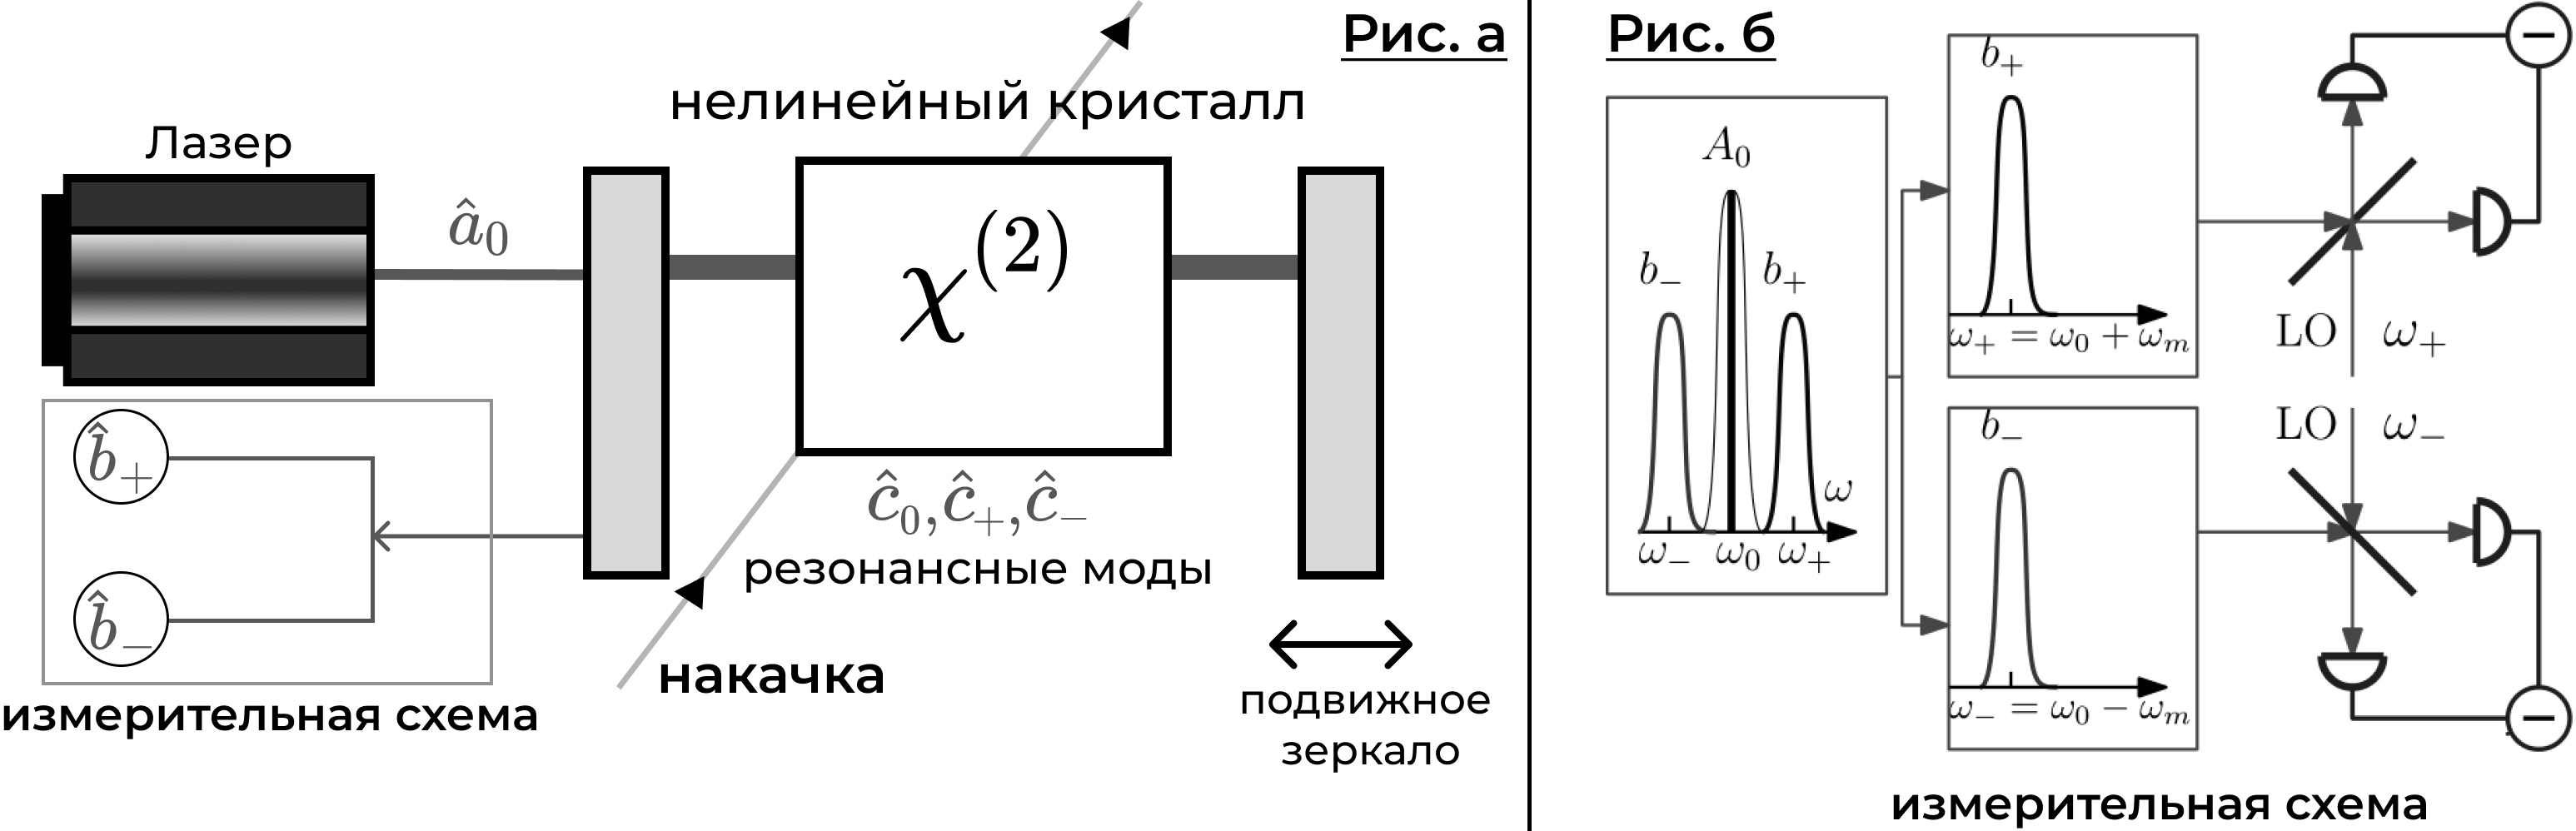 Рис. а
нелинейный кристалл
Лазер
â₀
χ⁽²⁾
b̂₊
b̂₋
ĉ₀,ĉ₊,ĉ₋
резонансные моды
накачка
измерительная схема
подвижное
зеркало
Рис. б
A₀
b₋
b₊
ω
ω₋ ω₀ ω₊
b₊
ω₊ = ω₀ + ωₘ
LO ω₊
−
b₋
ω₋ = ω₀ − ωₘ
LO ω₋
−
измерительная схема